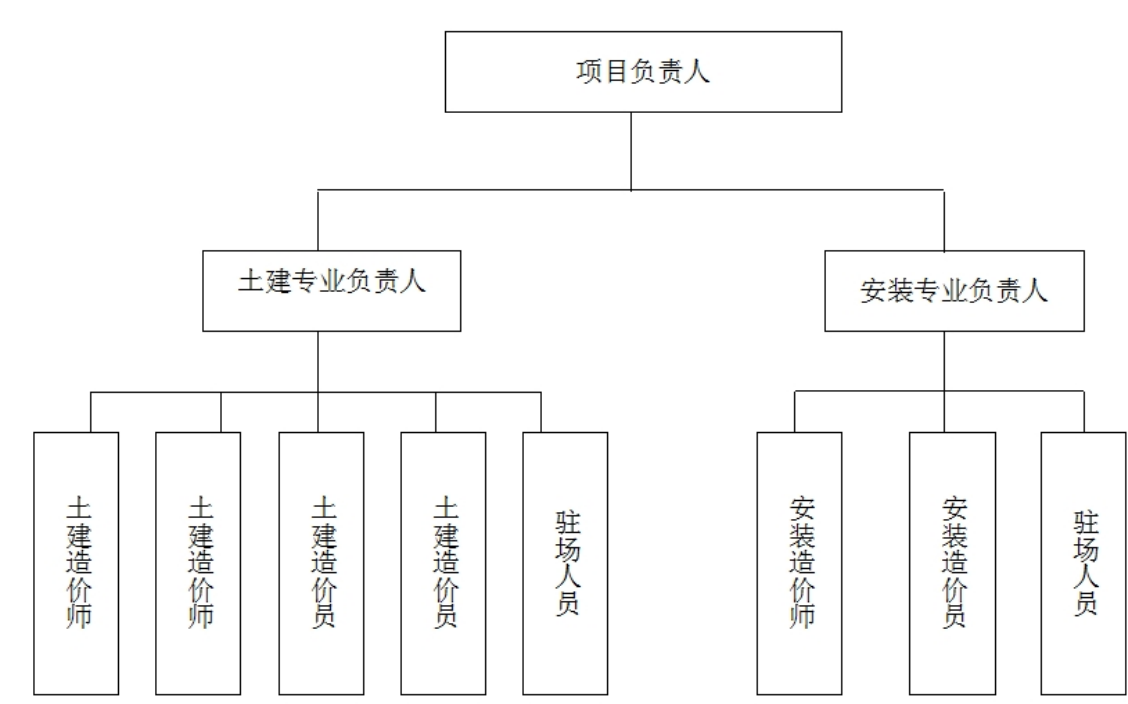 项目负责人
土建专业负责人
安装专业负责人
土建造价师
土建造价师
土建造价员
土建造价员
驻场人员
安装造价师
安装造价员
驻场人员